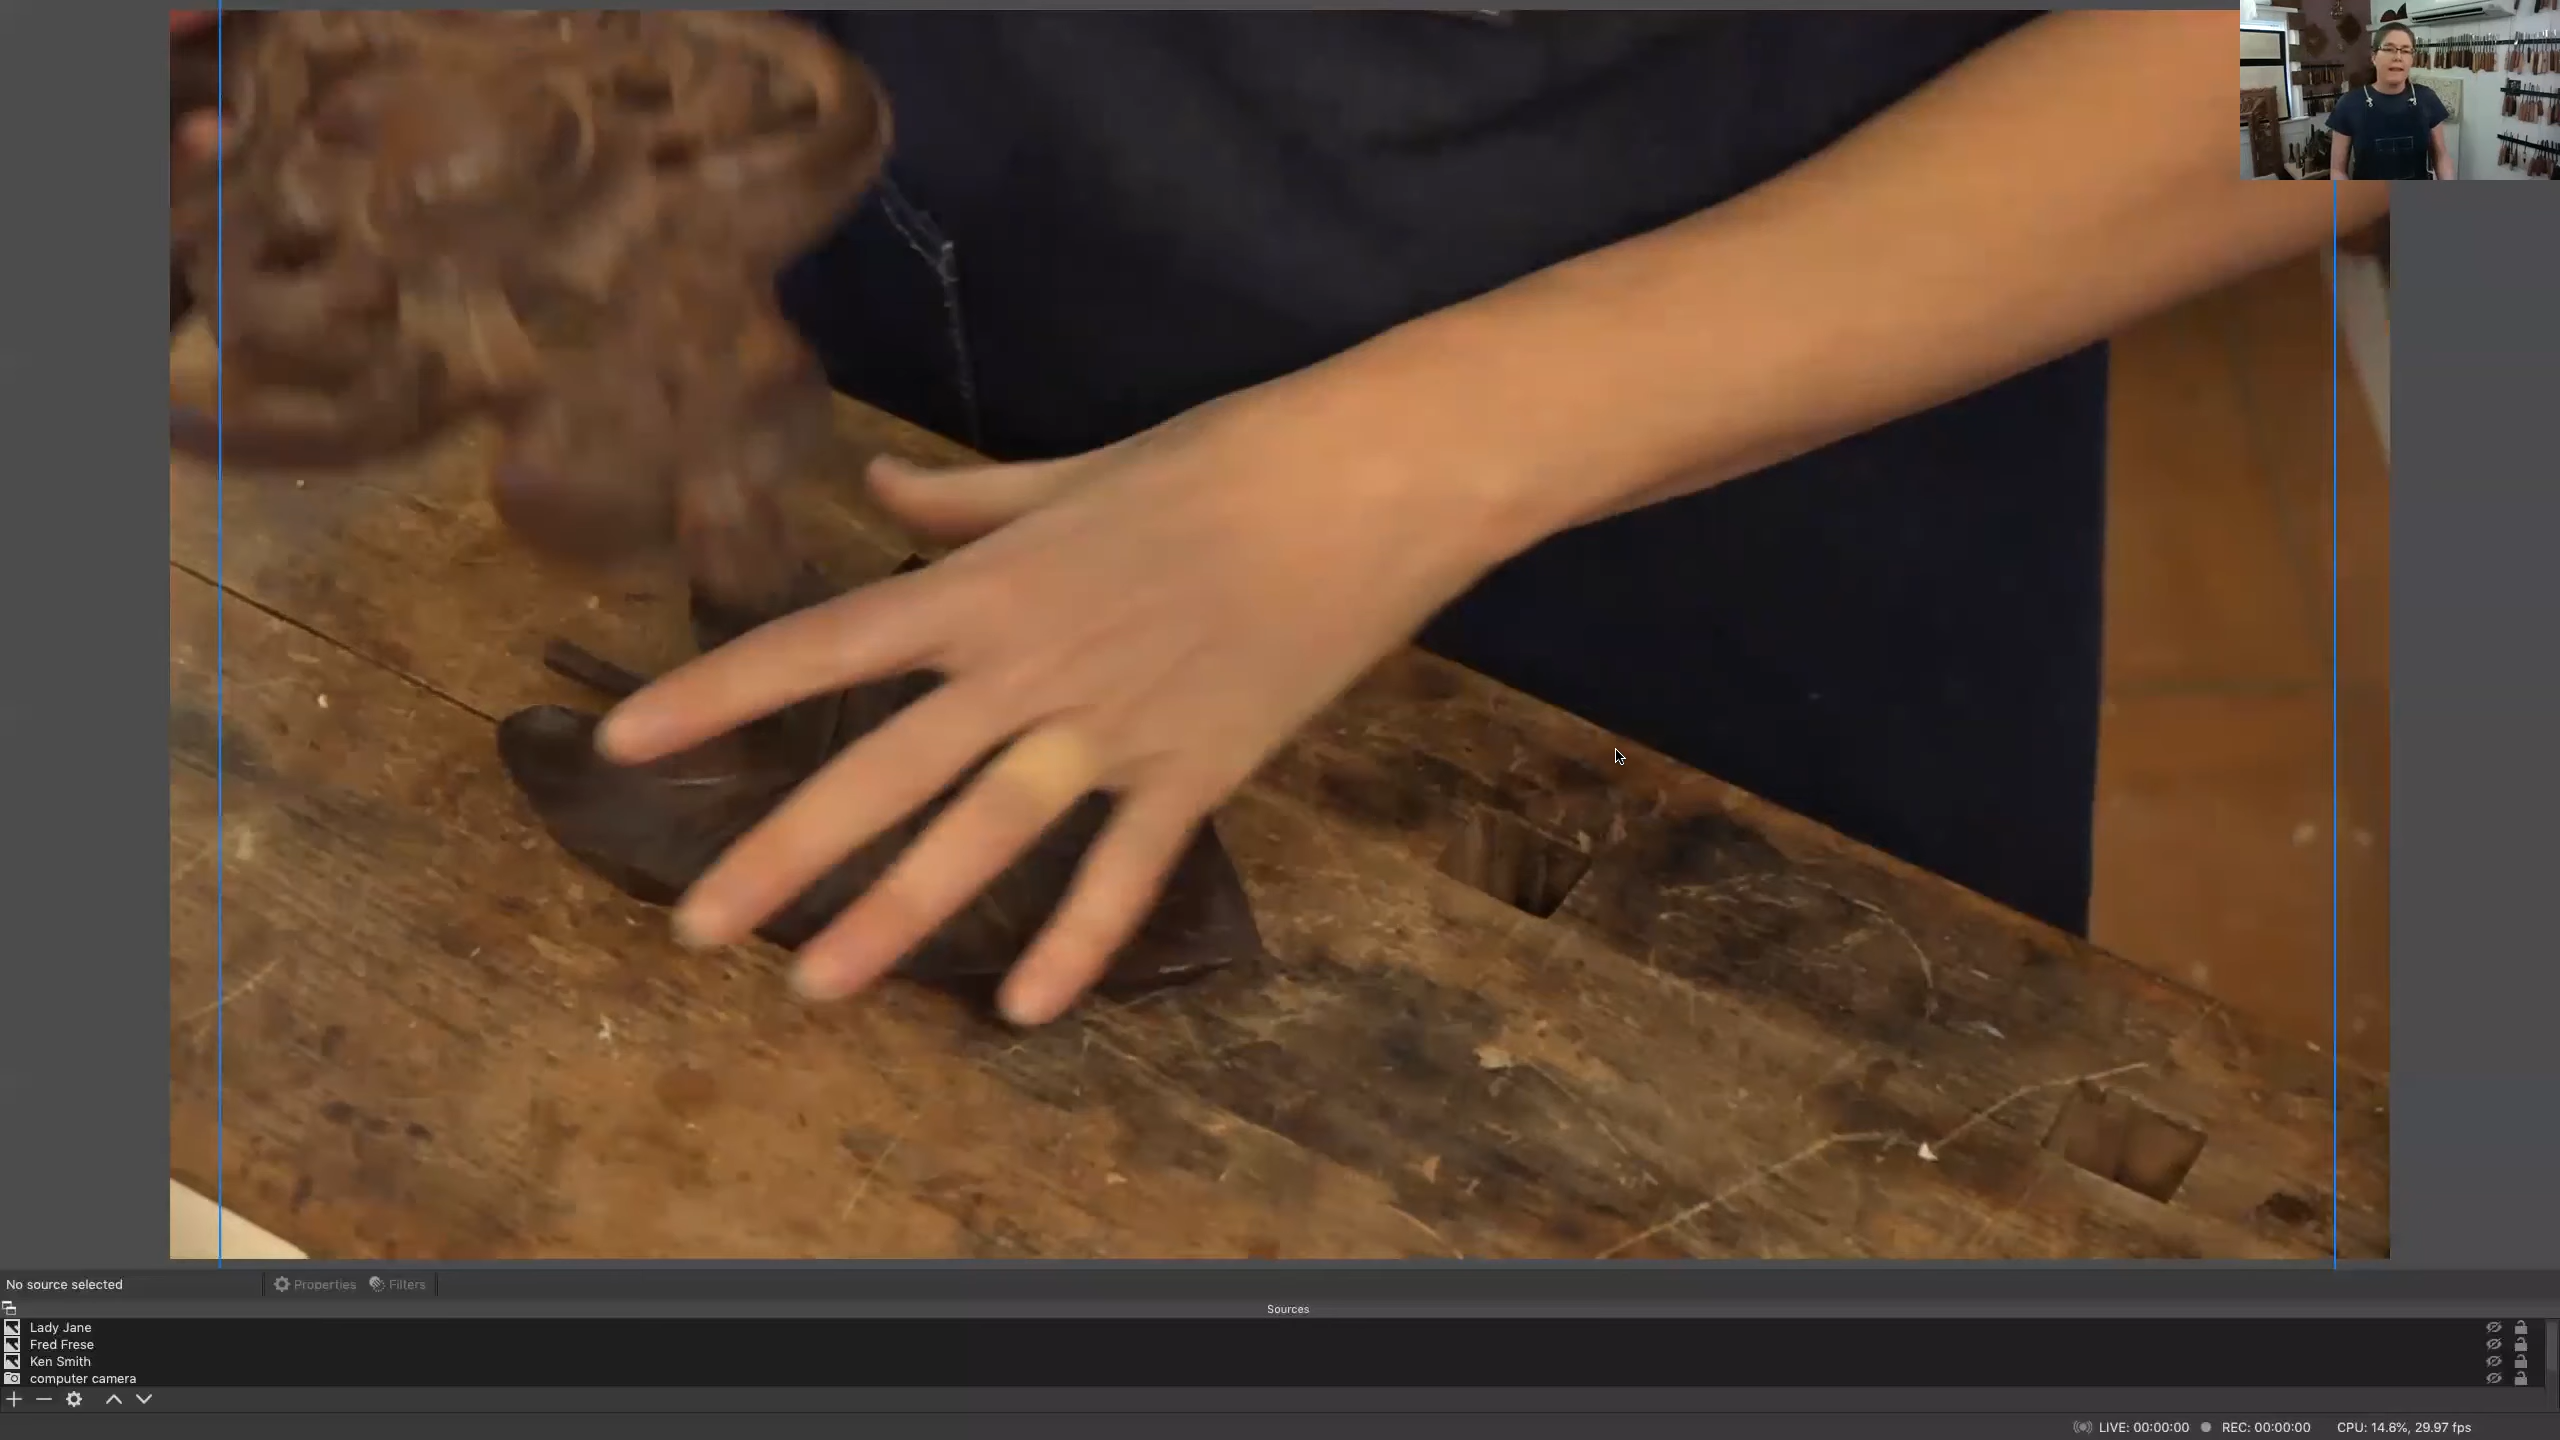 No source selected
Properties
Filters
Sources
Lady Jane
Fred Frese
Ken Smith
computer camera
LIVE: 00:00:00
REC: 00:00:00
CPU: 14.8%, 29.97 fps